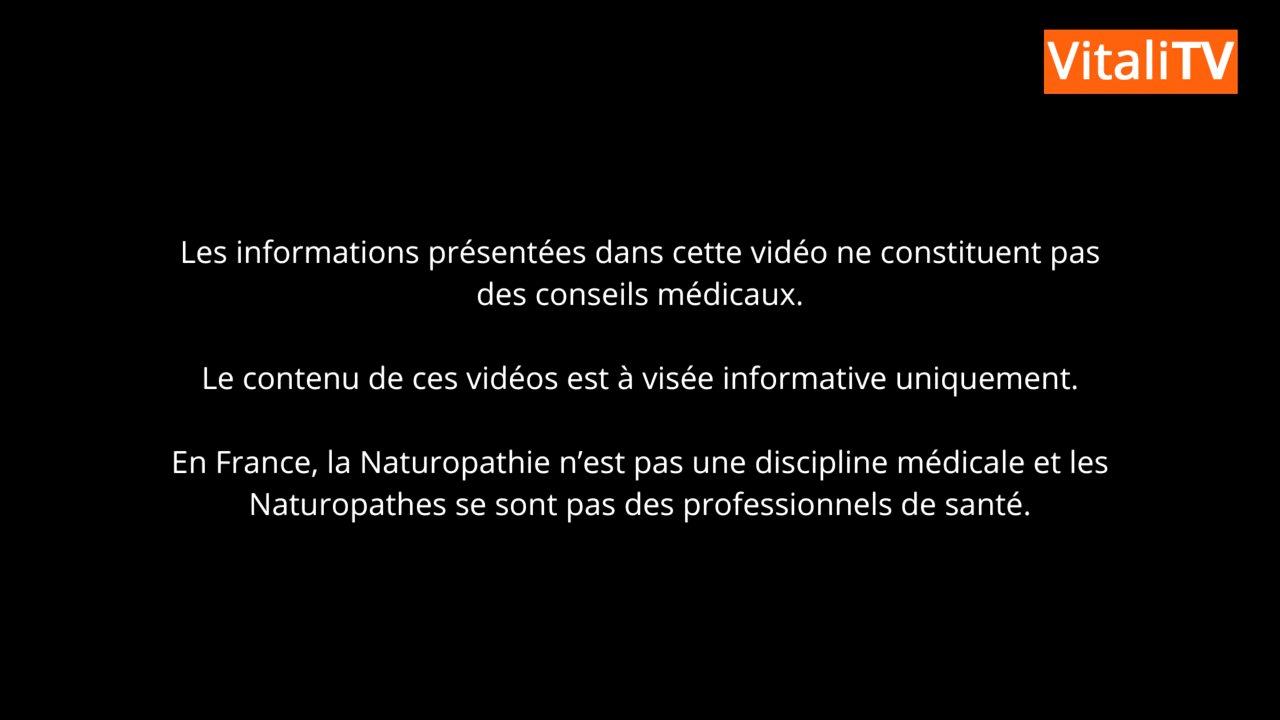 VitaliTV
Les informations présentées dans cette vidéo ne constituent pas
des conseils médicaux.
Le contenu de ces vidéos est à visée informative uniquement.
En France, la Naturopathie n’est pas une discipline médicale et les
Naturopathes se sont pas des professionnels de santé.